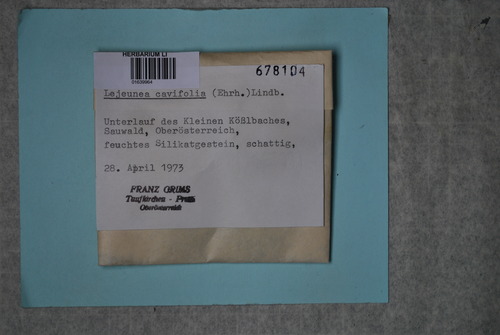 HERBARIUM LI
01639964
678104
Lejeunea cavifolia (Ehrh.)Lindb.
Unterlauf des Kleinen Kößlbaches,
Sauwald, Oberösterreich,
feuchtes Silikatgestein, schattig,
28. April 1973
FRANZ GRIMS
Taufkirchen - Pram
Oberösterreich